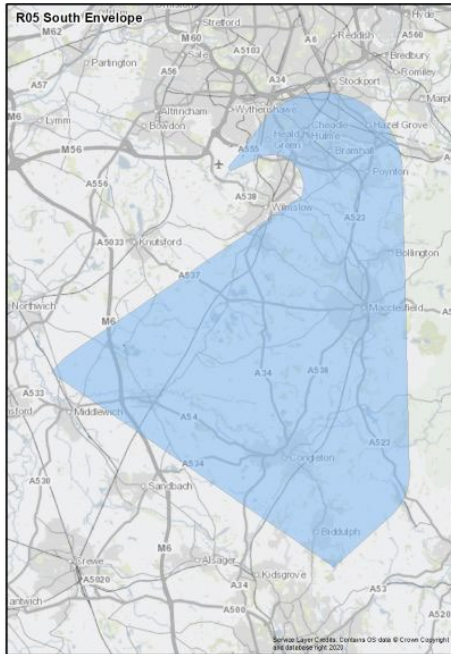 R05 South Envelope
Hyde
Stretford
Reddish
A560
M62
M60
A6
Bredbury
Partington
Sale
A5103
Romiley
A57
A56
A34
Stockport
M6
Altrincham
Wythenshawe
Marpl
Lymm
Bowdon
Cheadle
Hulme
Hazel Grove
Heald
Green
M56
A555
Bramhall
A556
A538
Poynton
Wilmslow
A523
A5033
Knutsford
Bollington
A537
Northwich
M6
Macclesfield
A5
A34
A536
A533
Middlewich
A54
A523
A534
Congleton
A530
Sandbach
Biddulph
M6
Crewe
Alsager
A5020
A34
Kidsgrove
A53
antwich
A500
A520
Service Layer Credits: Contains OS data © Crown Copyright
and database right 2020